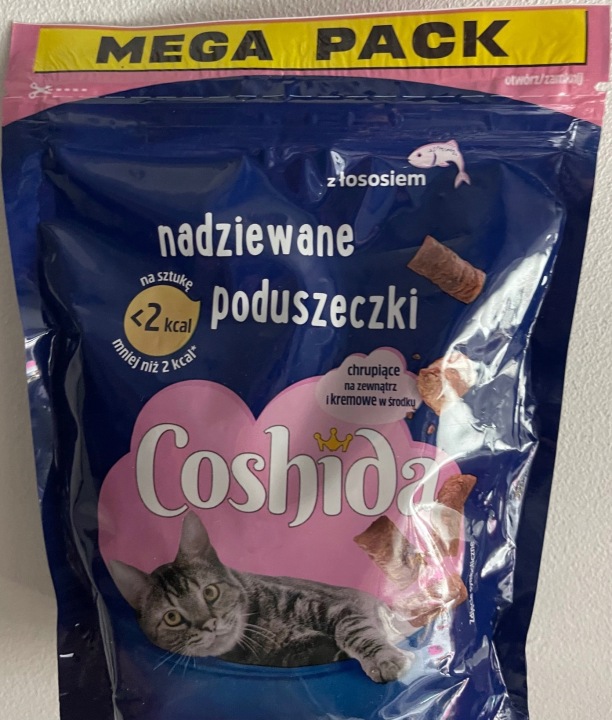 MEGA PACK
otwórz/zamknij
z łososiem
nadziewane
poduszeczki
na sztukę
<2 kcal
mniej niż 2 kcal*
chrupiące
na zewnątrz
i kremowe w środku
Coshida